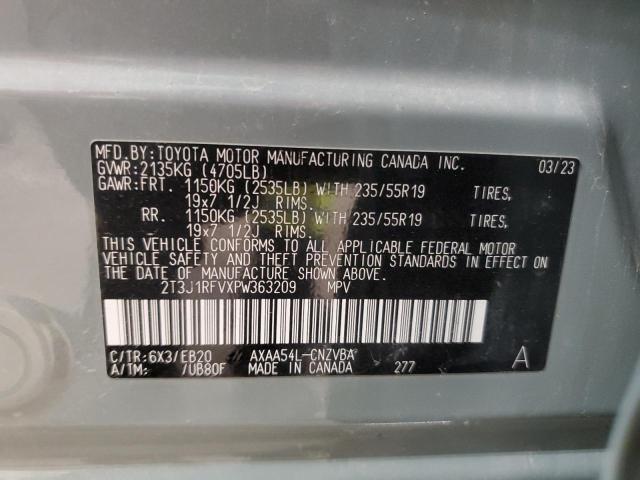 MFD.BY:TOYOTA MOTOR MANUFACTURING CANADA INC. 03/23
GVWR:2135KG (4705LB)
GAWR:FRT. 1150KG (2535LB) WITH 235/55R19 TIRES,
19x7 1/2J RIMS.
RR. 1150KG (2535LB) WITH 235/55R19 TIRES,
19x7 1/2J RIMS.
THIS VEHICLE CONFORMS TO ALL APPLICABLE FEDERAL MOTOR
VEHICLE SAFETY AND THEFT PREVENTION STANDARDS IN EFFECT ON THE
DATE OF MANUFACTURE SHOWN ABOVE.
2T3J1RFVXPW363209 MPV
C/TR:6X3/EB20 AXAA54L-CNZVBA A
A/TM: /UB80F MADE IN CANADA 277